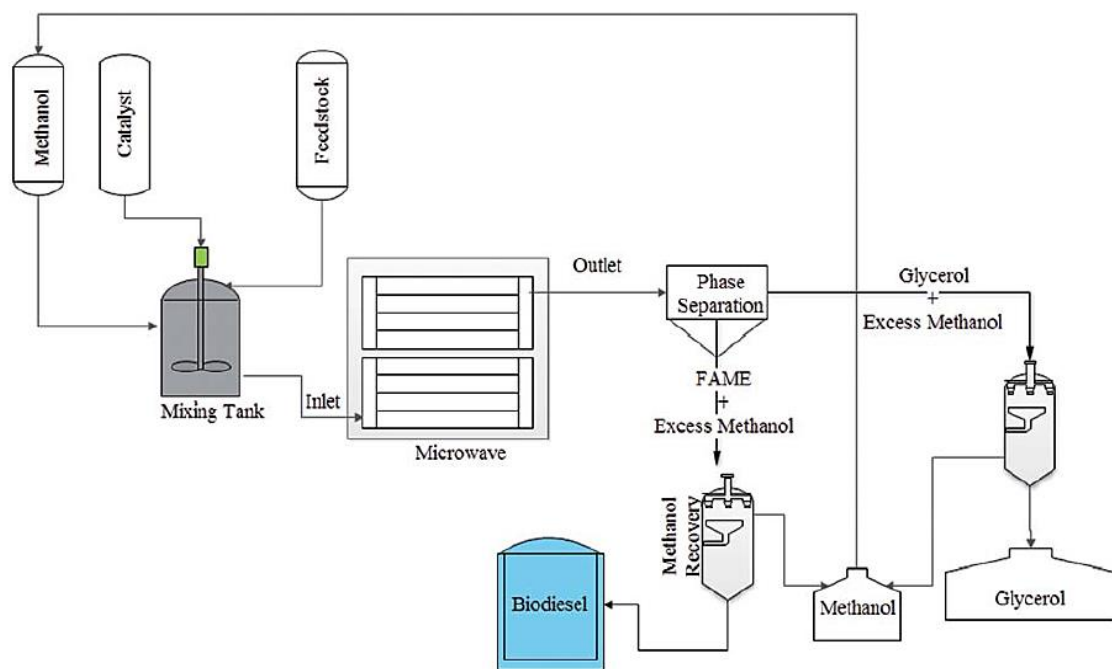 Methanol
Catalyst
Feedstock
Mixing Tank
Inlet
Microwave
Outlet
Phase
Separation
Glycerol
+
Excess Methanol
FAME
+
Excess Methanol
Methanol
Recovery
Biodiesel
Methanol
Glycerol